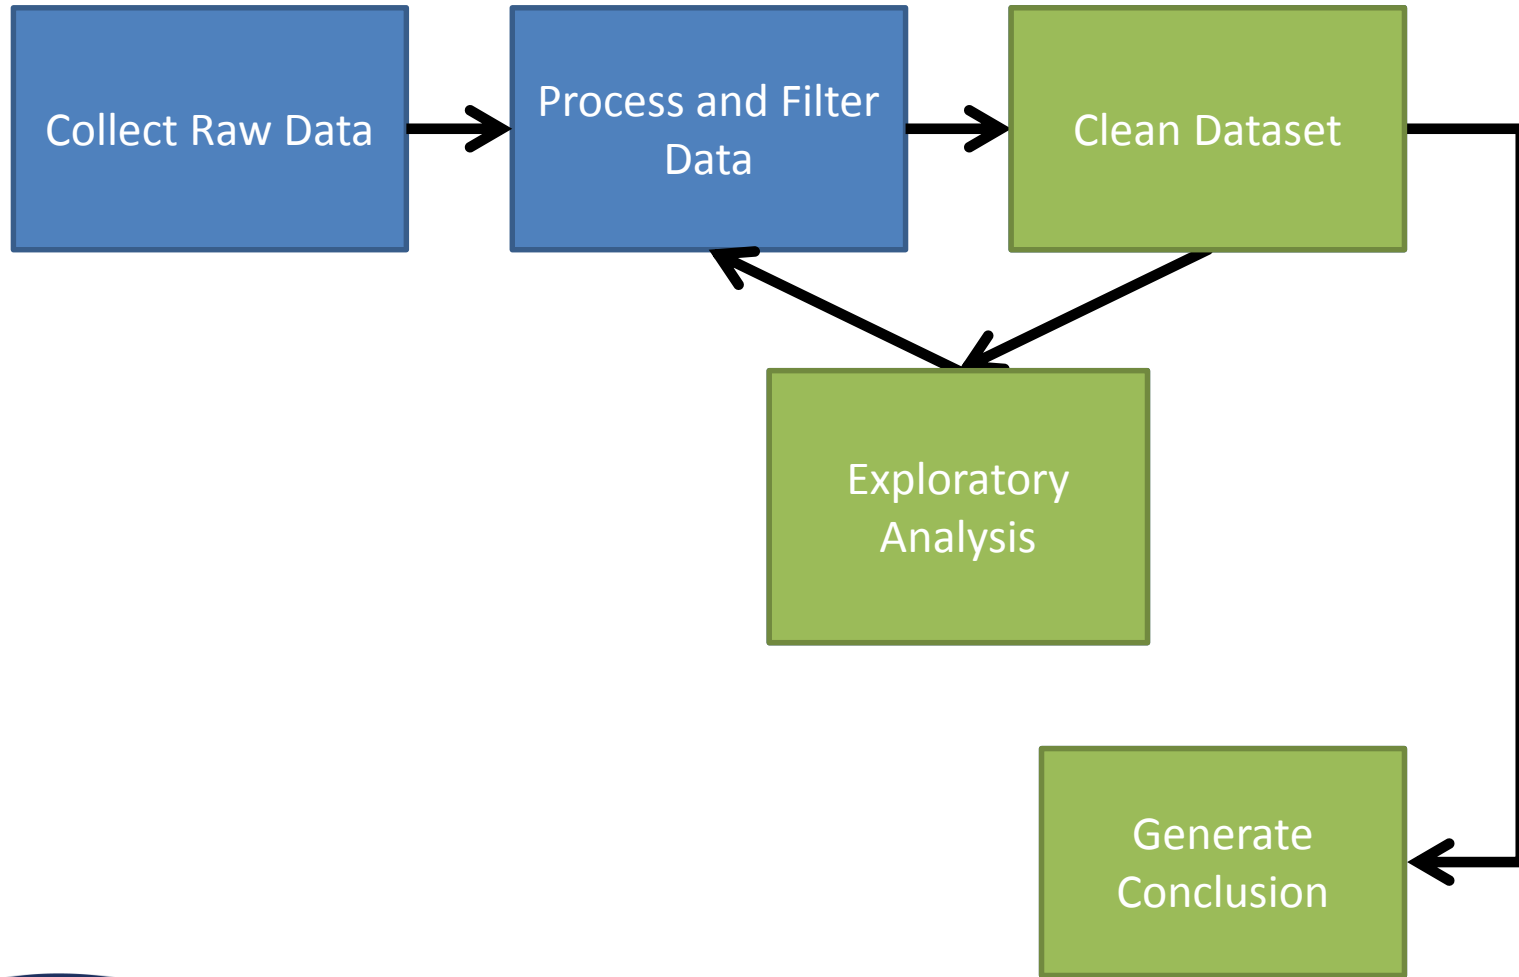 Collect Raw Data
Process and Filter
Data
Clean Dataset
Exploratory
Analysis
Generate
Conclusion